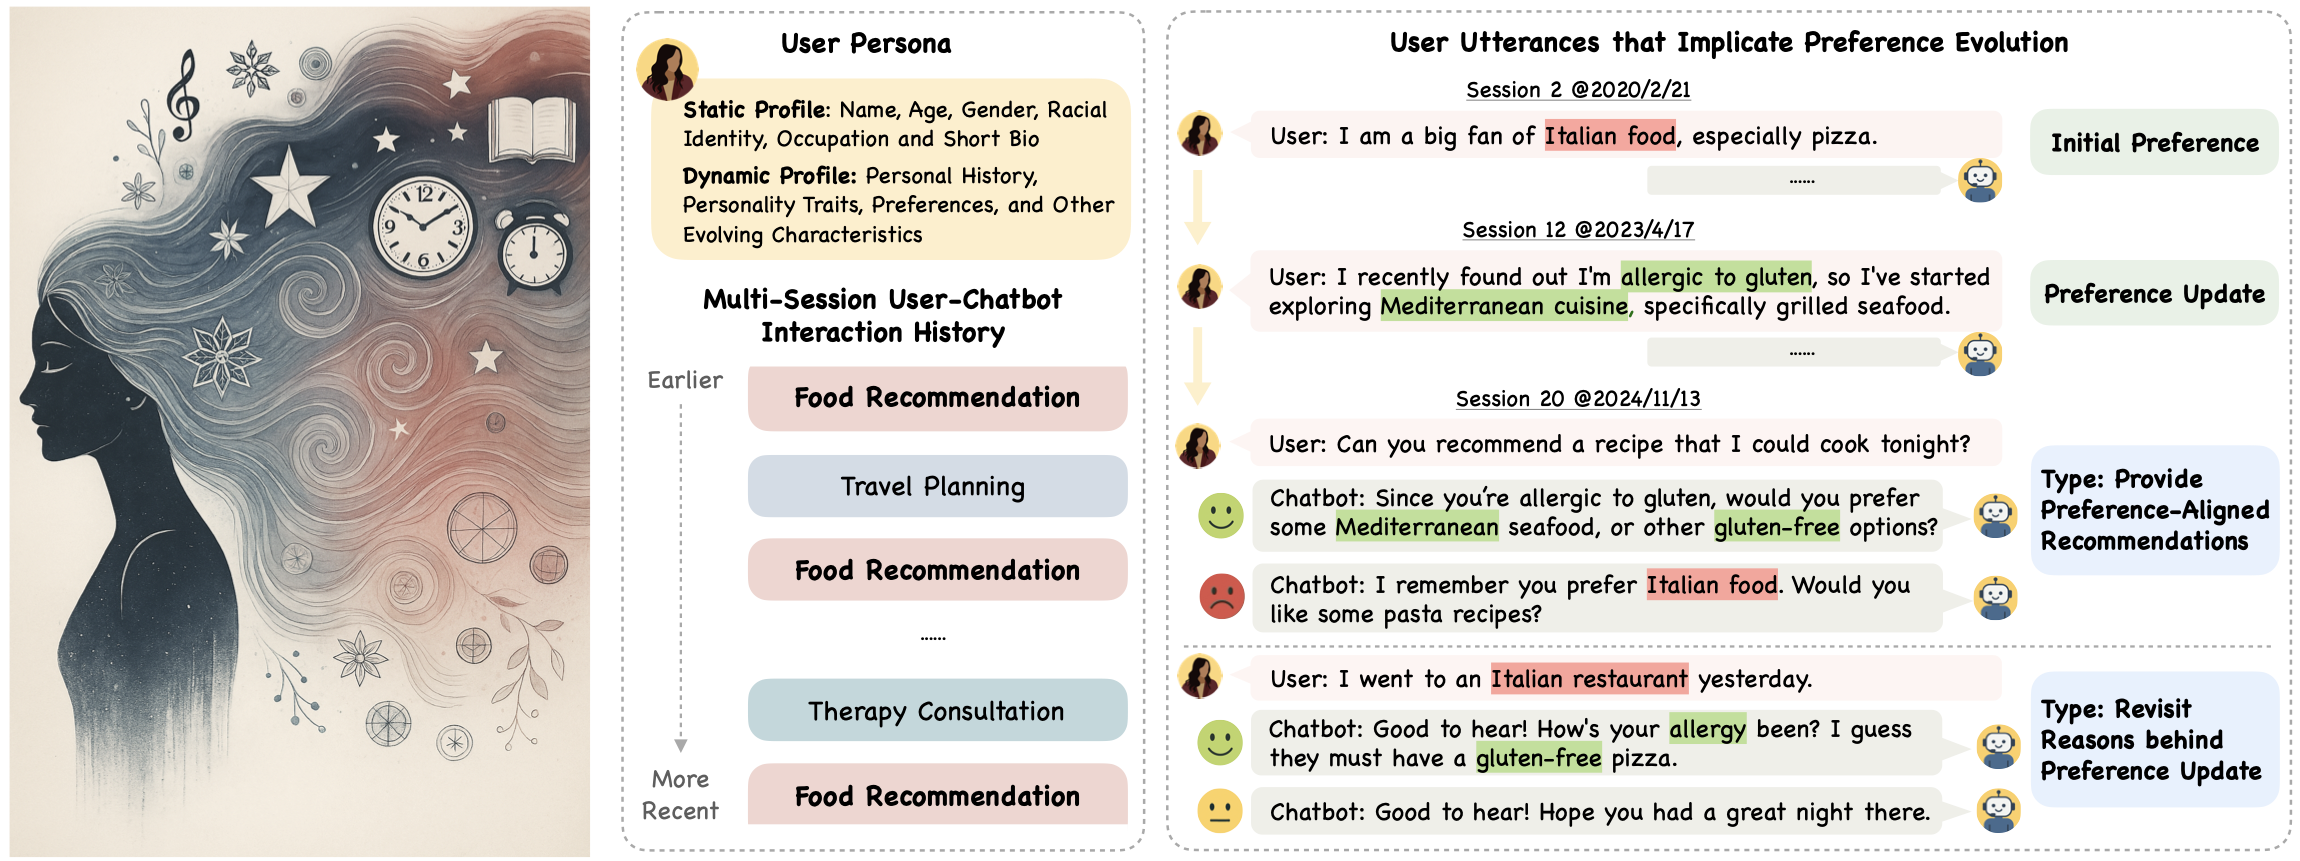 12
3
6
9
12
User Persona
Static Profile: Name, Age, Gender, Racial
Identity, Occupation and Short Bio
Dynamic Profile: Personal History,
Personality Traits, Preferences, and Other
Evolving Characteristics
Multi-Session User-Chatbot
Interaction History
Earlier
Food Recommendation
Travel Planning
Food Recommendation
......
Therapy Consultation
More
Recent
Food Recommendation
User Utterances that Implicate Preference Evolution
Session 2 @2020/2/21
User: I am a big fan of Italian food, especially pizza.
Initial Preference
......
Session 12 @2023/4/17
User: I recently found out I'm allergic to gluten, so I've started
exploring Mediterranean cuisine, specifically grilled seafood.
Preference Update
......
Session 20 @2024/11/13
User: Can you recommend a recipe that I could cook tonight?
Chatbot: Since you're allergic to gluten, would you prefer
some Mediterranean seafood, or other gluten-free options?
Chatbot: I remember you prefer Italian food. Would you
like some pasta recipes?
Type: Provide
Preference-Aligned
Recommendations
User: I went to an Italian restaurant yesterday.
Chatbot: Good to hear! How's your allergy been? I guess
they must have a gluten-free pizza.
Chatbot: Good to hear! Hope you had a great night there.
Type: Revisit
Reasons behind
Preference Update